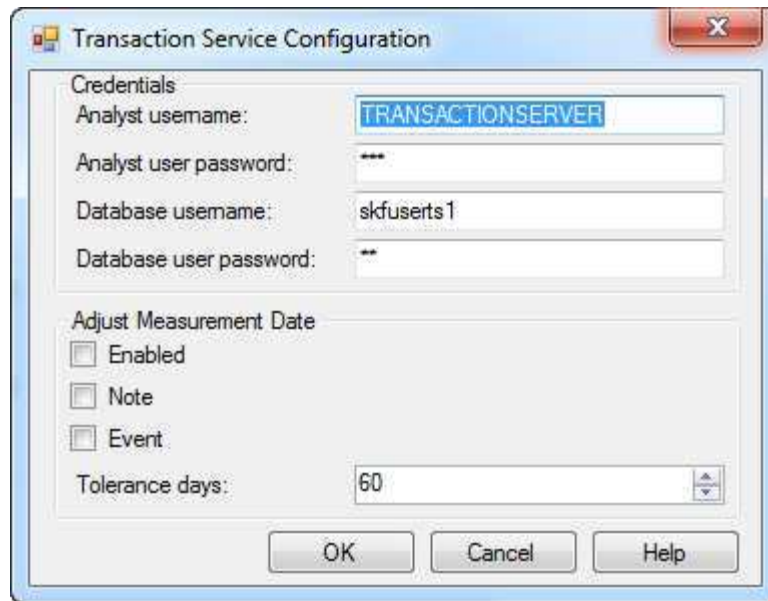 Transaction Service Configuration
Credentials
Analyst username: TRANSACTIONSERVER
Analyst user password: ***
Database username: skfuserts1
Database user password: **
Adjust Measurement Date
Enabled
Note
Event
Tolerance days: 60
OK Cancel Help